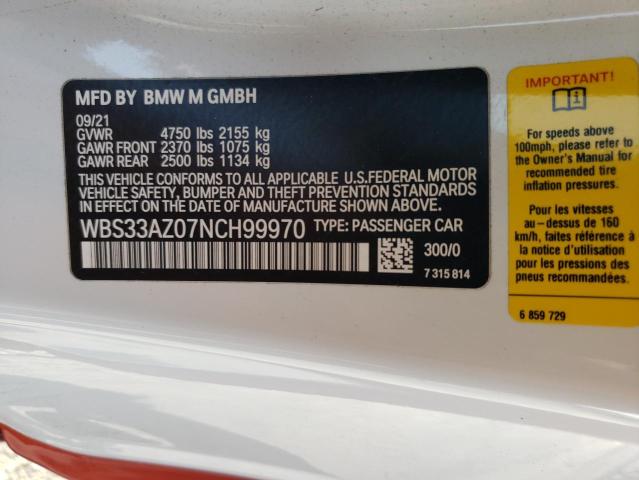 MFD BY BMW M GMBH
09/21
GVWR 4750 lbs 2155 kg
GAWR FRONT 2370 lbs 1075 kg
GAWR REAR 2500 lbs 1134 kg
THIS VEHICLE CONFORMS TO ALL APPLICABLE U.S.FEDERAL MOTOR
VEHICLE SAFETY, BUMPER AND THEFT PREVENTION STANDARDS
IN EFFECT ON THE DATE OF MANUFACTURE SHOWN ABOVE.
WBS33AZ07NCH99970 TYPE: PASSENGER CAR
300/0
7 315 814
IMPORTANT!
For speeds above
100mph, please refer to
the Owner's Manual for
recommended tire
inflation pressures.
Pour les vitesses
au-dessus de 160
km/h, faites référence à
la notice d'utilisation
pour les pressions des
pneus recommandées
6 859 729